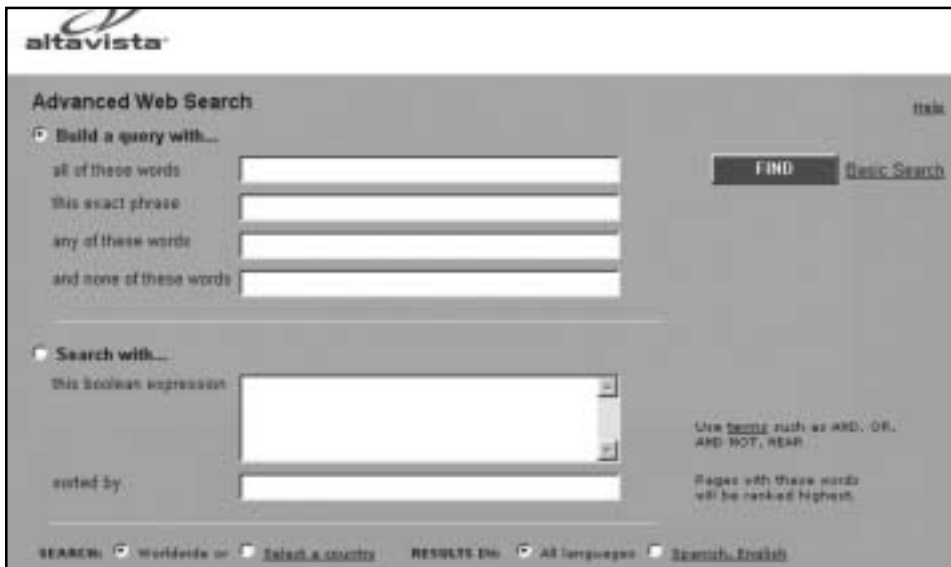 altavista
Advanced Web Search
Help
Build a query with...
all of these words
FIND Basic Search
this exact phrase
any of these words
and none of these words
Search with...
this boolean expression
Use terms such as AND, OR,
AND NOT, NEAR
sorted by
Pages with these words
will be ranked highest.
SEARCH: Worldwide or Select a country RESULTS IN: All languages Spanish, English